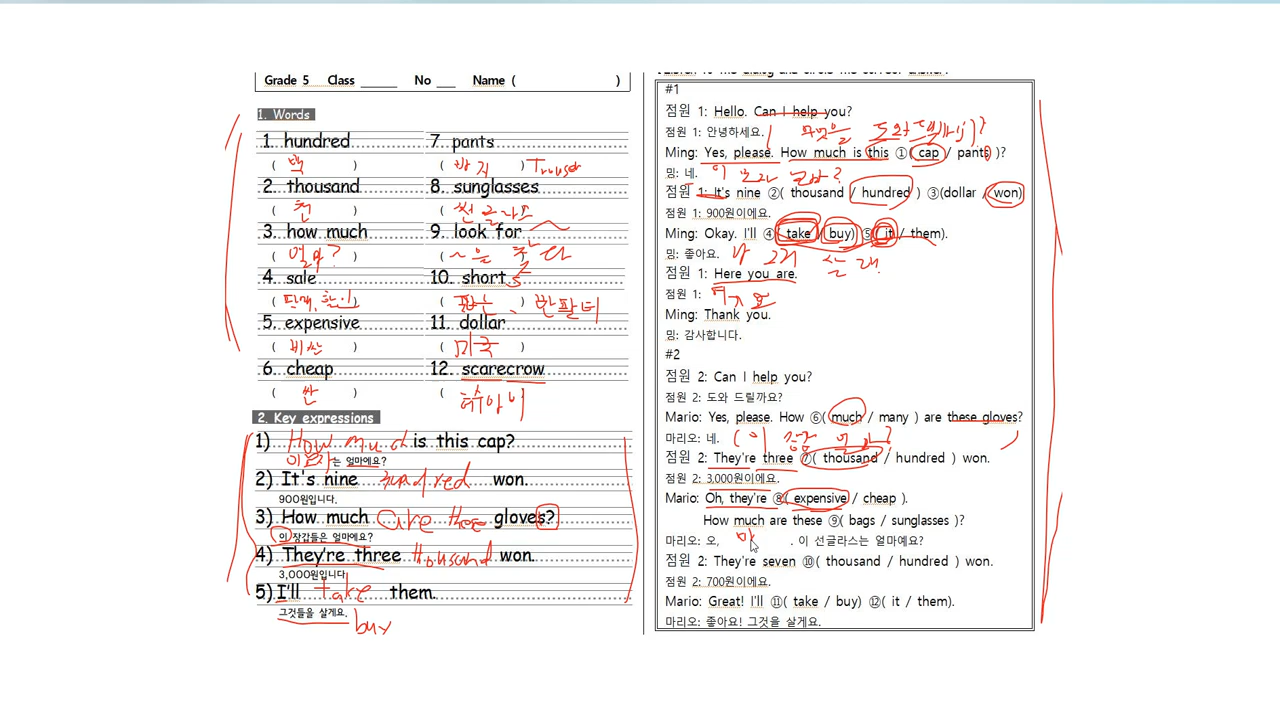 Grade 5 Class ______ No ___ Name ( )
1. Words
1. hundred
( 백 )
2. thousand
( 천 )
3. how much
( 얼마? )
4. sale
( 판매, 할인 )
5. expensive
( 비싼 )
6. cheap
( 싼 )
7. pants
( 바지 ) Trouser
8. sunglasses
( 썬글라스 )
9. look for
( ~을 찾다 )
10. shorts
( 짧은 ), 반팔티
11. dollar
( 미국 )
12. scarecrow
허수아비
2. Key expressions
1) How much is this cap?
이 모자는 얼마예요?
2) It's nine hundred won.
900원입니다.
3) How much are these gloves?
이 장갑들은 얼마예요?
4) They're three thousand won.
3,000원입니다
5) I'll take them.
그것들을 살게요.
buy
#1
점원 1: Hello. Can I help you?
점원 1: 안녕하세요. 무엇을 도와드릴까요?
Ming: Yes, please. How much is this ①( cap / pants )?
밍: 네. 이 모자 얼마?
점원 1: It's nine ②( thousand / hundred ) ③(dollar / won)
점원 1: 900원이에요.
Ming: Okay. I'll ④( take / buy) ⑤( it / them).
밍: 좋아요. 나 그거 살래.
점원 1: Here you are.
점원 1: 여기요
Ming: Thank you.
밍: 감사합니다.
#2
점원 2: Can I help you?
점원 2: 도와 드릴까요?
Mario: Yes, please. How ⑥( much / many ) are these gloves?
마리오: 네. ( 이 장갑 얼마?
점원 2: They're three ⑦( thousand / hundred ) won.
점원 2: 3,000원이에요.
Mario: Oh, they're ⑧( expensive / cheap ).
How much are these ⑨( bags / sunglasses )?
마리오: 오, . 이 선글라스는 얼마예요?
점원 2: They're seven ⑩( thousand / hundred ) won.
점원 2: 700원이에요.
Mario: Great! I'll ⑪( take / buy) ⑫( it / them).
마리오: 좋아요! 그것을 살게요.